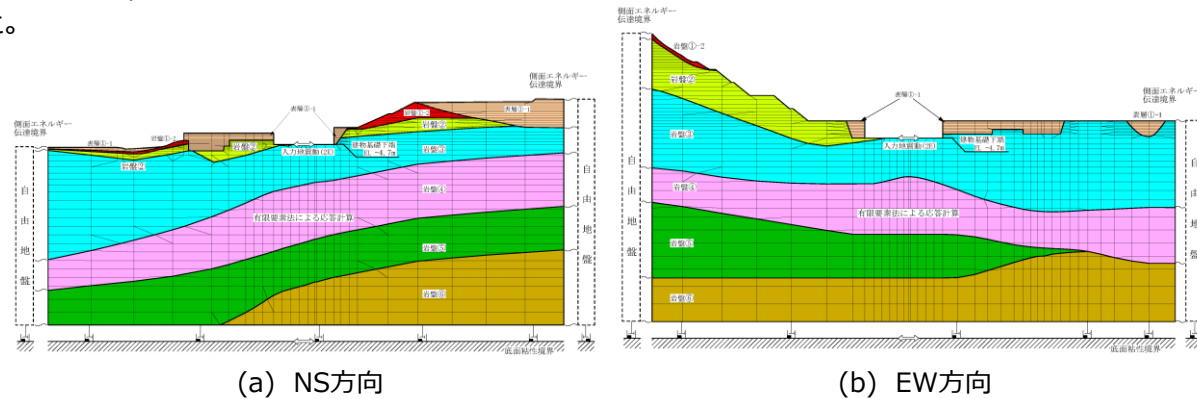 と。
側面エネルギー
伝達境界
自由地盤
表層①-1
岩盤①-2
岩盤②
岩盤②
表層①-1
入力地震動(2E)
建物基礎下端
EL -4.7m
岩盤①-2
岩盤②
表層①-1
岩盤③
岩盤④
有限要素法による応答計算
岩盤⑤
岩盤⑥
側面エネルギー
伝達境界
自由地盤
底面粘性境界
(a) NS方向
側面エネルギー
伝達境界
自由地盤
岩盤①-2
岩盤②
表層①-1
岩盤③
入力地震動(2E)
建物基礎下端
EL -4.7m
岩盤④
有限要素法による応答計算
岩盤⑤
岩盤⑥
側面エネルギー
伝達境界
表層①-1
自由地盤
底面粘性境界
(b) EW方向